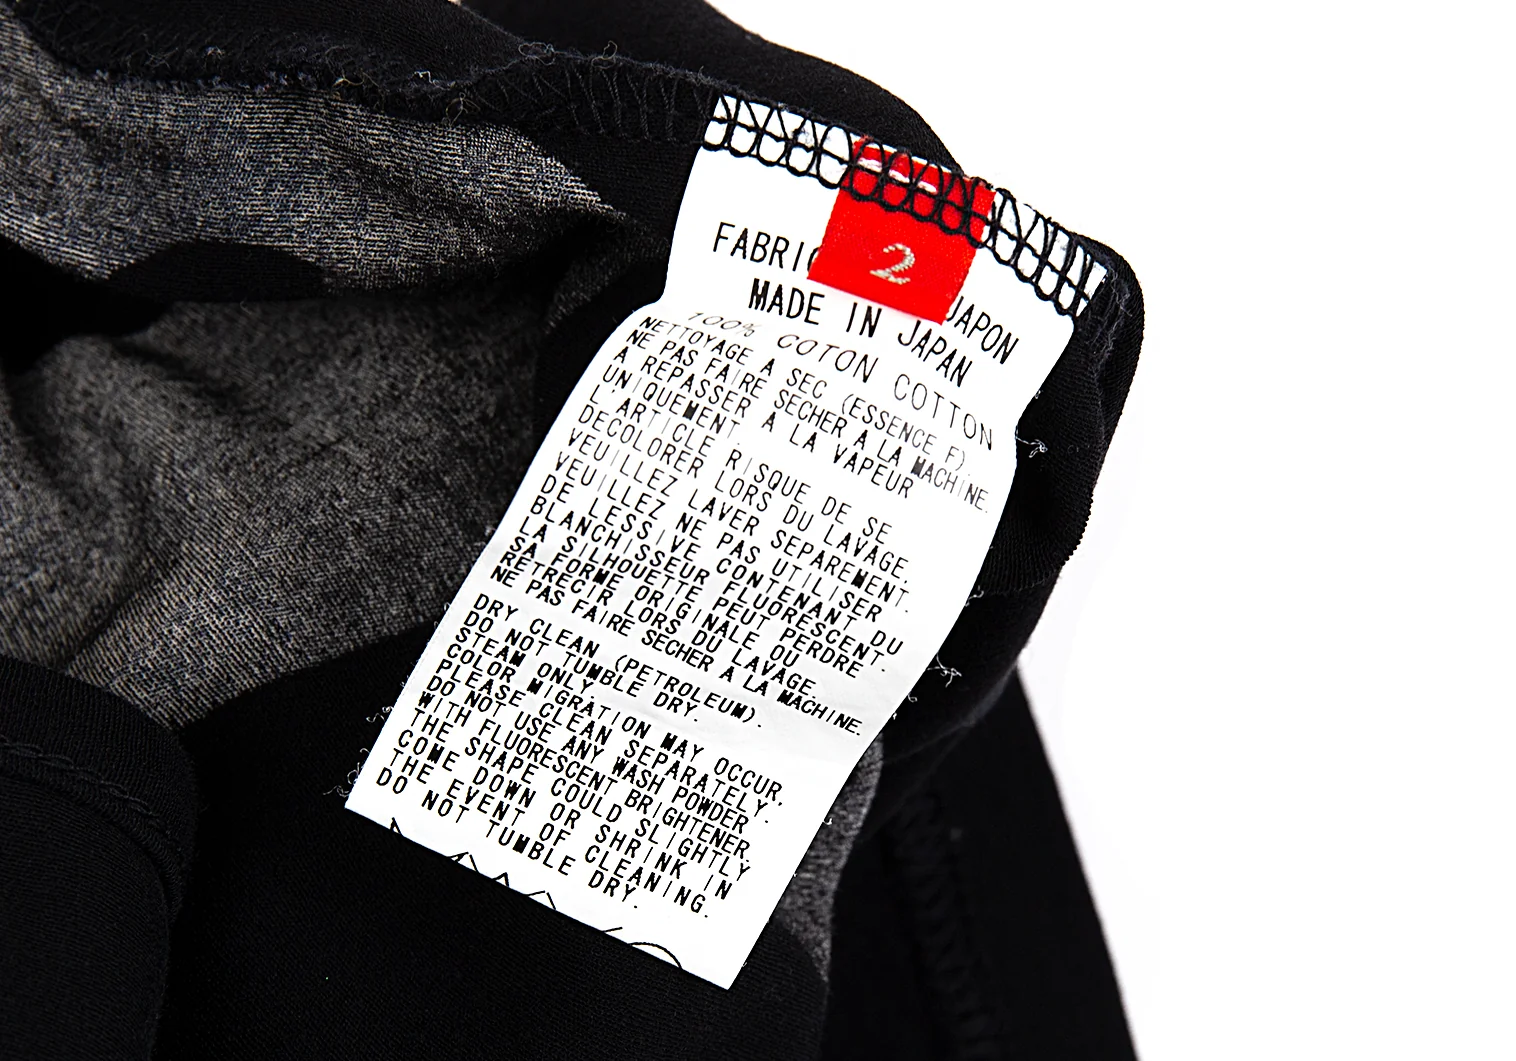 2
FABRI JAPON
MADE IN JAPAN
100% COTON COTTON
NETTOYAGE A SEC (ESSENCE F).
NE PAS FAIRE SECHER A LA MACHINE.
A REPASSER A LA VAPEUR
UNIQUEMENT.
L'ARTICLE RISQUE DE SE
DECOLORER LORS DU LAVAGE.
VEUILLEZ LAVER SEPAREMENT.
VEUILLEZ NE PAS UTILISER
DE LESSIVE CONTENANT DU
BLANCHISSEUR FLUORESCENT.
LA SILHOUETTE PEUT PERDRE
SA FORME ORIGINALE OU
RETRECIR LORS DU LAVAGE.
NE PAS FAIRE SECHER A LA MACHINE.
DRY CLEAN (PETROLEUM).
DO NOT TUMBLE DRY.
STEAM ONLY.
COLOR MIGRATION MAY OCCUR,
PLEASE CLEAN SEPARATELY.
DO NOT USE ANY WASH POWDER
WITH FLUORESCENT BRIGHTENER.
THE SHAPE COULD SLIGHTLY
COME DOWN OR SHRINK IN
THE EVENT OF CLEANING.
DO NOT TUMBLE DRY.